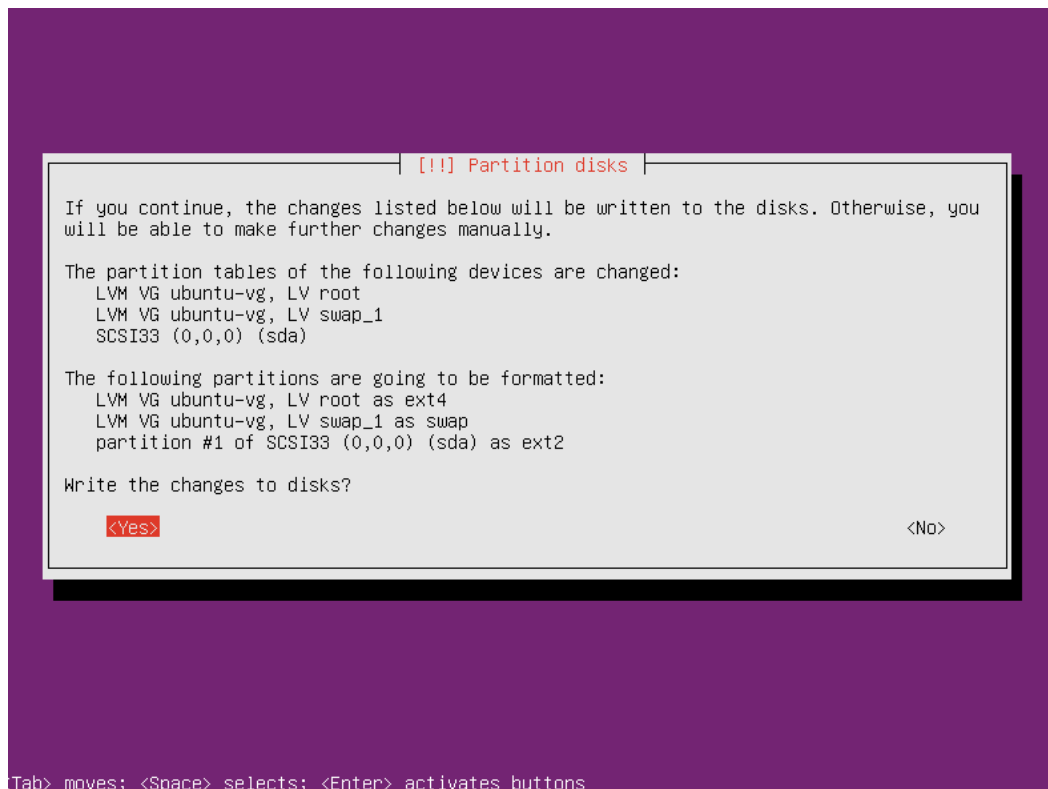 [!!] Partition disks
If you continue, the changes listed below will be written to the disks. Otherwise, you
will be able to make further changes manually.
The partition tables of the following devices are changed:
LVM VG ubuntu-vg, LV root
LVM VG ubuntu-vg, LV swap_1
SCSI33 (0,0,0) (sda)
The following partitions are going to be formatted:
LVM VG ubuntu-vg, LV root as ext4
LVM VG ubuntu-vg, LV swap_1 as swap
partition #1 of SCSI33 (0,0,0) (sda) as ext2
Write the changes to disks?
<Yes> <No>
Tab> moves; <Space> selects; <Enter> activates buttons